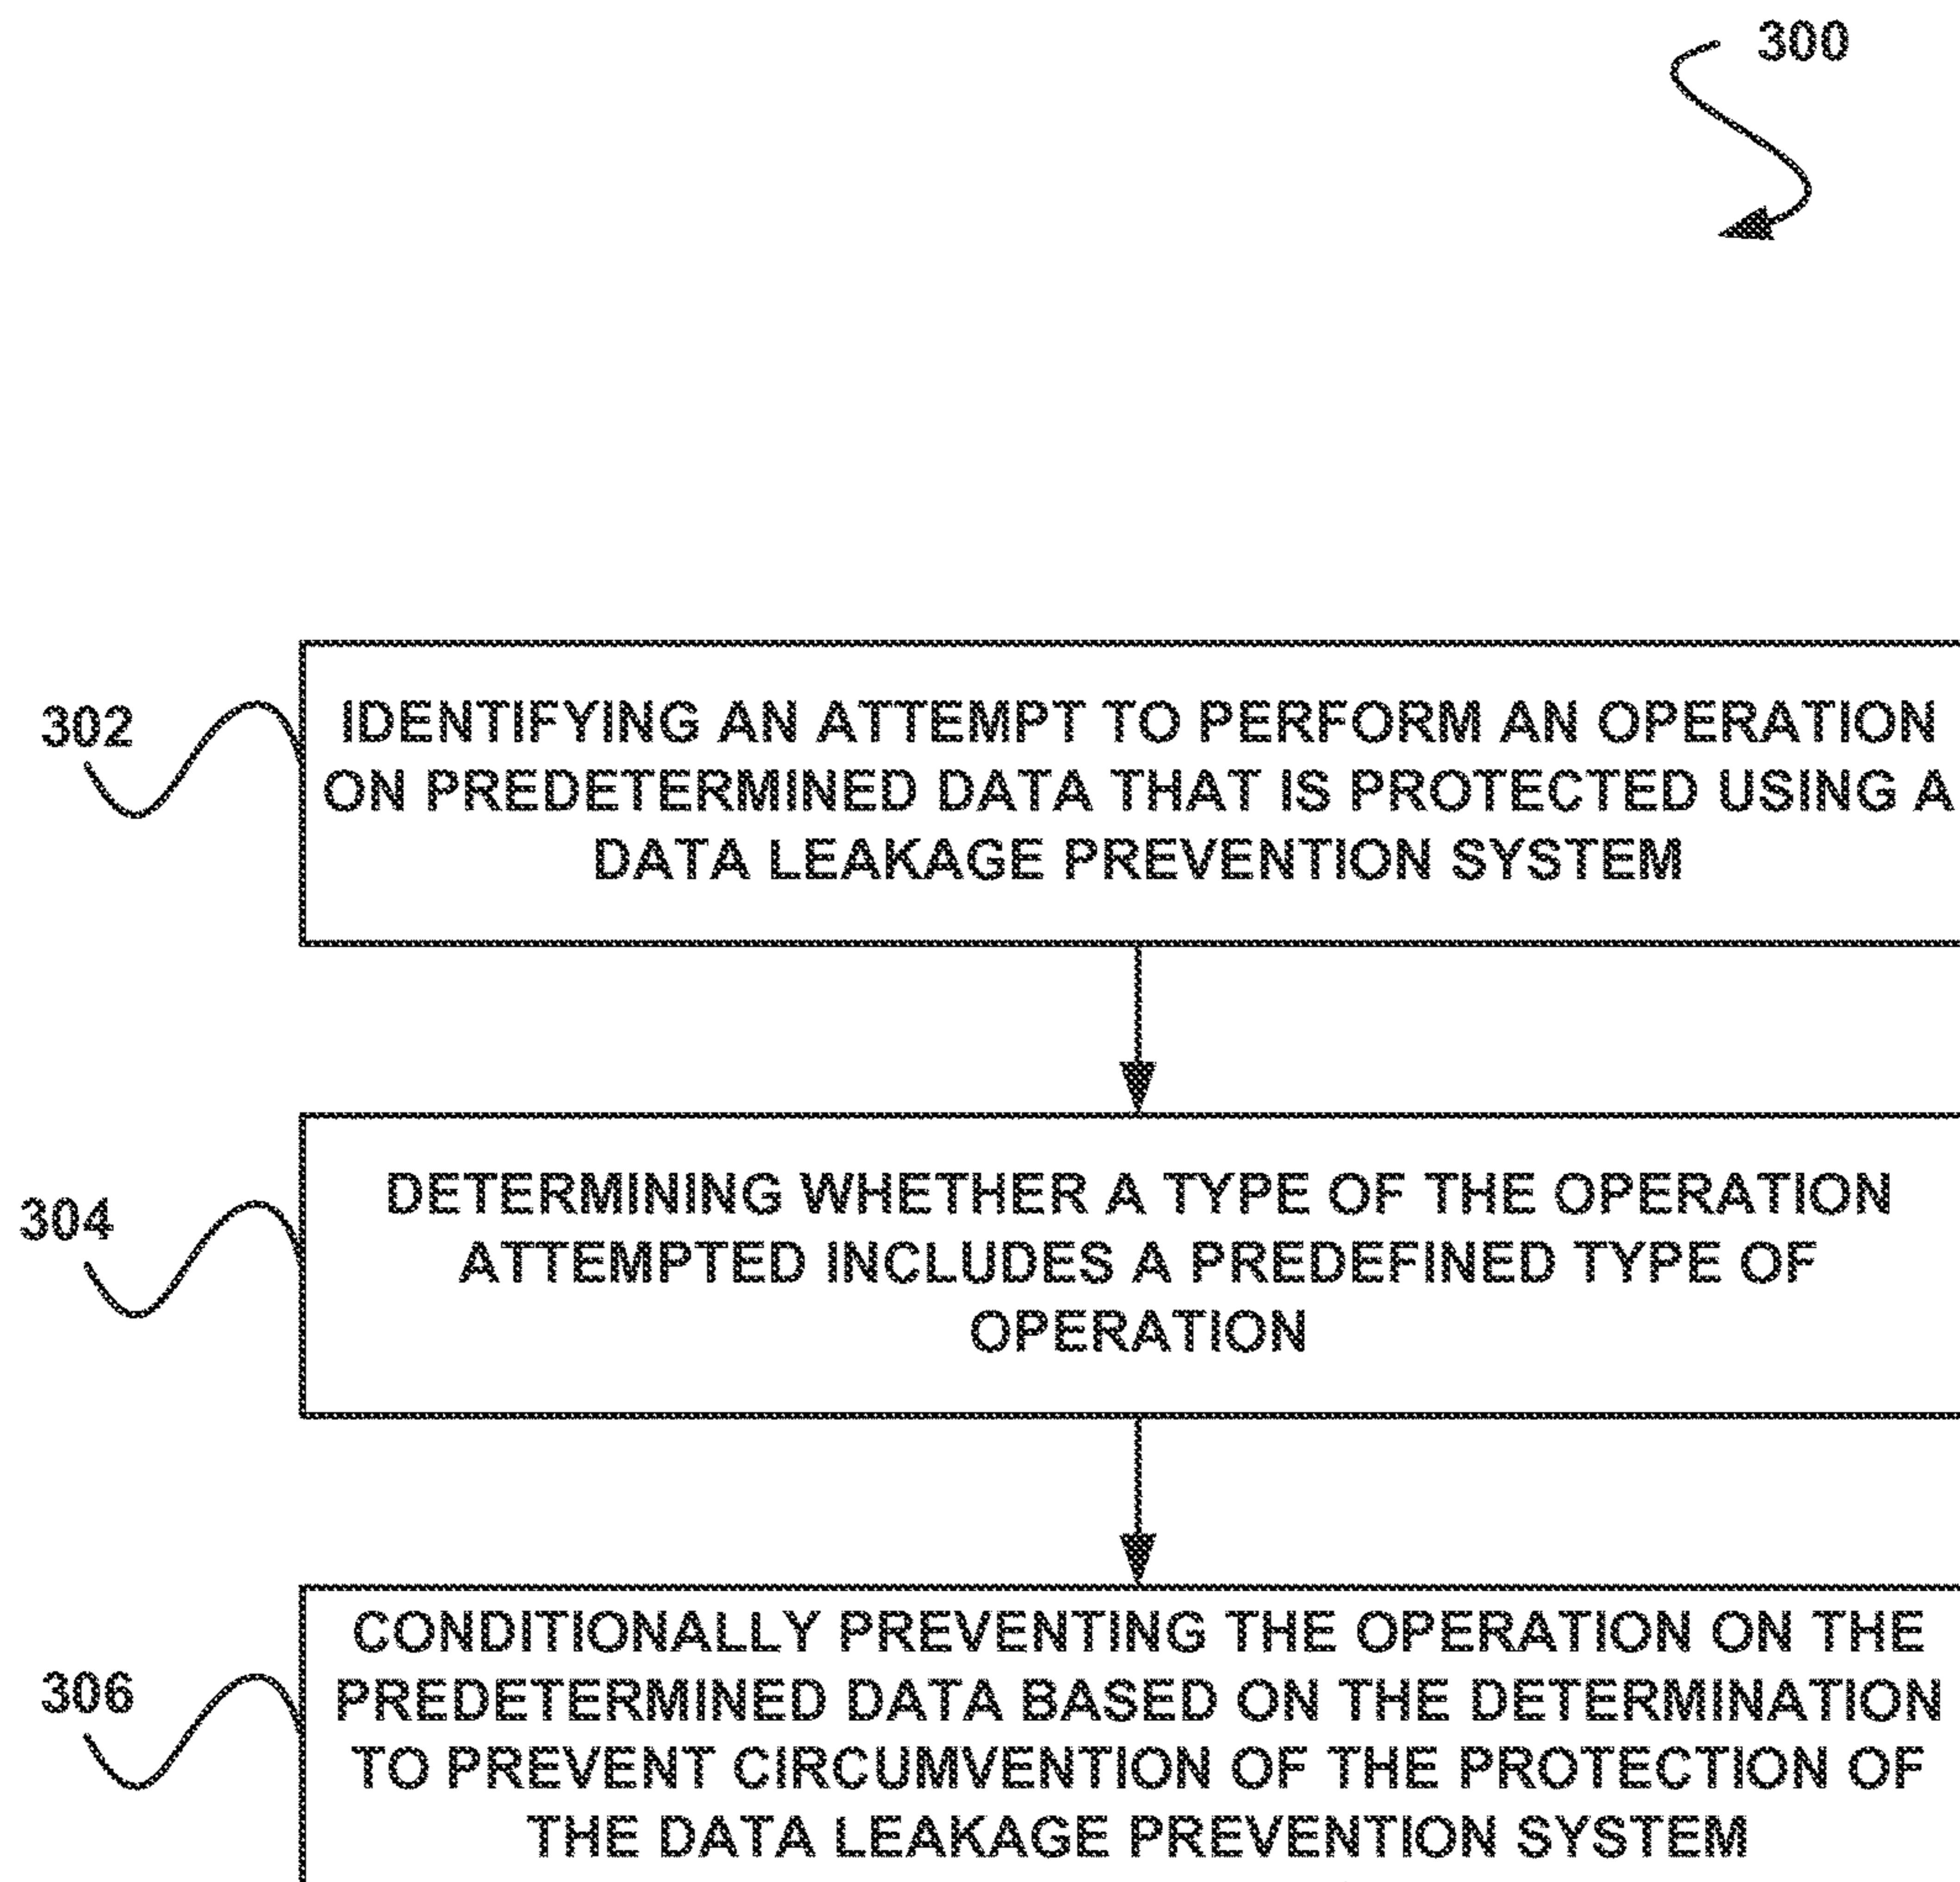 300
302
IDENTIFYING AN ATTEMPT TO PERFORM AN OPERATION
ON PREDETERMINED DATA THAT IS PROTECTED USING A
DATA LEAKAGE PREVENTION SYSTEM
304
DETERMINING WHETHER A TYPE OF THE OPERATION
ATTEMPTED INCLUDES A PREDEFINED TYPE OF
OPERATION
306
CONDITIONALLY PREVENTING THE OPERATION ON THE
PREDETERMINED DATA BASED ON THE DETERMINATION
TO PREVENT CIRCUMVENTION OF THE PROTECTION OF
THE DATA LEAKAGE PREVENTION SYSTEM